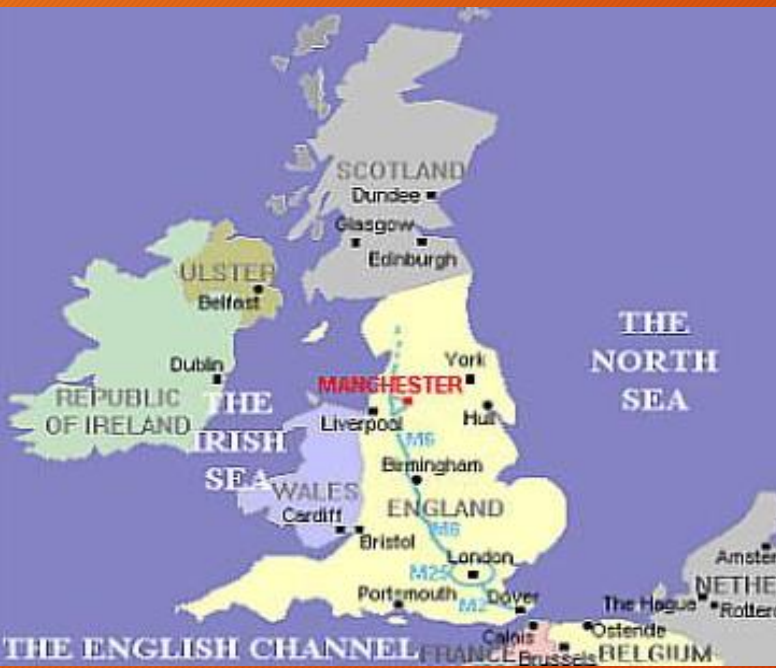 SCOTLAND
Dundee
Glasgow
Edinburgh
ULSTER
Belfast
THE
NORTH
SEA
Dublin
York
MANCHESTER
REPUBLIC
OF IRELAND
THE
IRISH
SEA
Liverpool
Hull
M6
Birmingham
WALES
ENGLAND
Cardiff
M6
Bristol
London
M25
Amster
Portsmouth
M2
Dover
The Hague
NETHE
Rotter
Calais
Ostende
THE ENGLISH CHANNEL
FRANCE
Brussels
BELGIUM